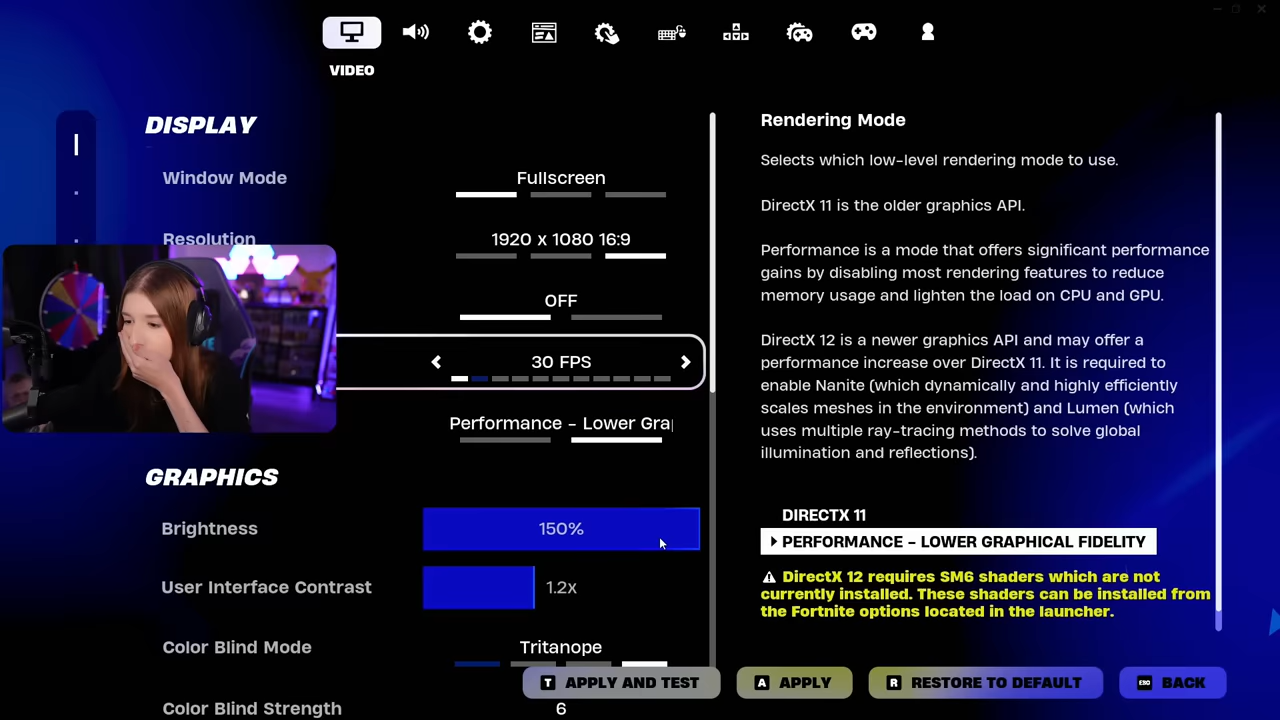 VIDEO
DISPLAY
Window Mode
Fullscreen
Resolution
1920 x 1080 16:9
OFF
30 FPS
Performance - Lower Gra
GRAPHICS
Brightness
150%
User Interface Contrast
1.2x
Color Blind Mode
Tritanope
Color Blind Strength
6
Rendering Mode
Selects which low-level rendering mode to use.
DirectX 11 is the older graphics API.
Performance is a mode that offers significant performance
gains by disabling most rendering features to reduce
memory usage and lighten the load on CPU and GPU.
DirectX 12 is a newer graphics API and may offer a
performance increase over DirectX 11. It is required to
enable Nanite (which dynamically and highly efficiently
scales meshes in the environment) and Lumen (which
uses multiple ray-tracing methods to solve global
illumination and reflections).
DIRECTX 11
PERFORMANCE - LOWER GRAPHICAL FIDELITY
DirectX 12 requires SM6 shaders which are not
currently installed. These shaders can be installed from
the Fortnite options located in the launcher.
T APPLY AND TEST
A APPLY
R RESTORE TO DEFAULT
ESC BACK